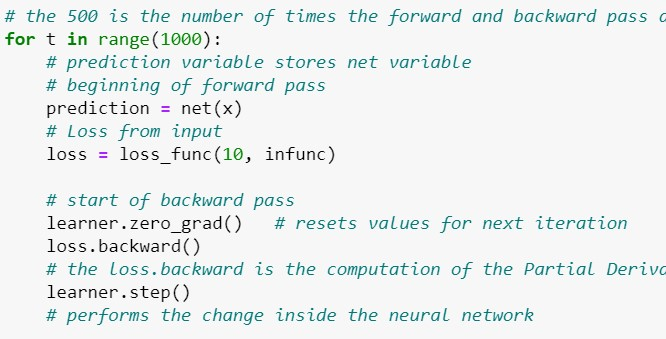 # the 500 is the number of times the forward and backward pass
for t in range(1000):
    # prediction variable stores net variable
    # beginning of forward pass
    prediction = net(x)
    # Loss from input
    loss = loss_func(10, infunc)
    # start of backward pass
    learner.zero_grad()   # resets values for next iteration
    loss.backward()
    # the loss.backward is the computation of the Partial
    learner.step()
    # performs the change inside the neural network